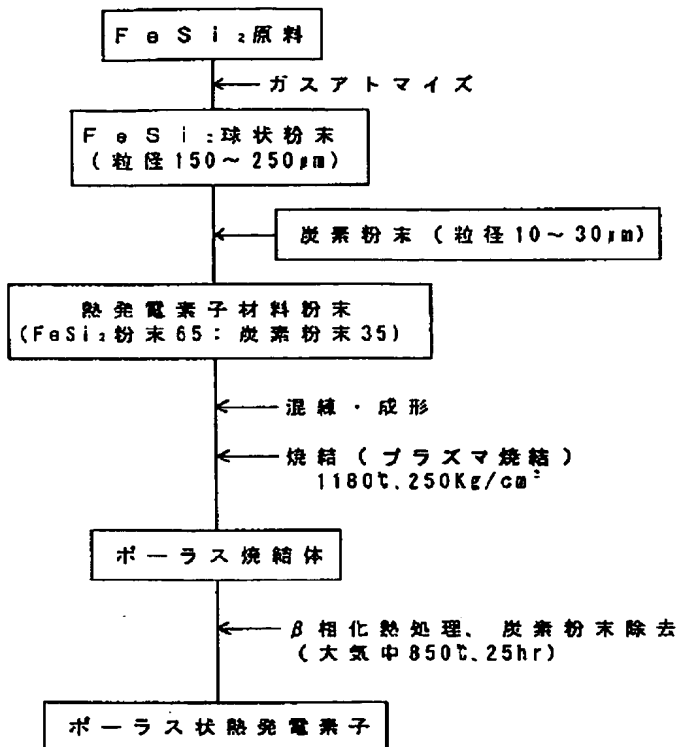 FeSi₂原料
ガスアトマイズ
FeSi₂球状粉末
(粒径150～250μm)
炭素粉末(粒径10～30μm)
熱発電素子材料粉末
(FeSi₂粉末65:炭素粉末35)
混練・成形
焼結(プラズマ焼結)
1180℃.250Kg/cm²
ポーラス焼結体
β相化熱処理、炭素粉末除去
(大気中850℃.25hr)
ポーラス状熱発電素子